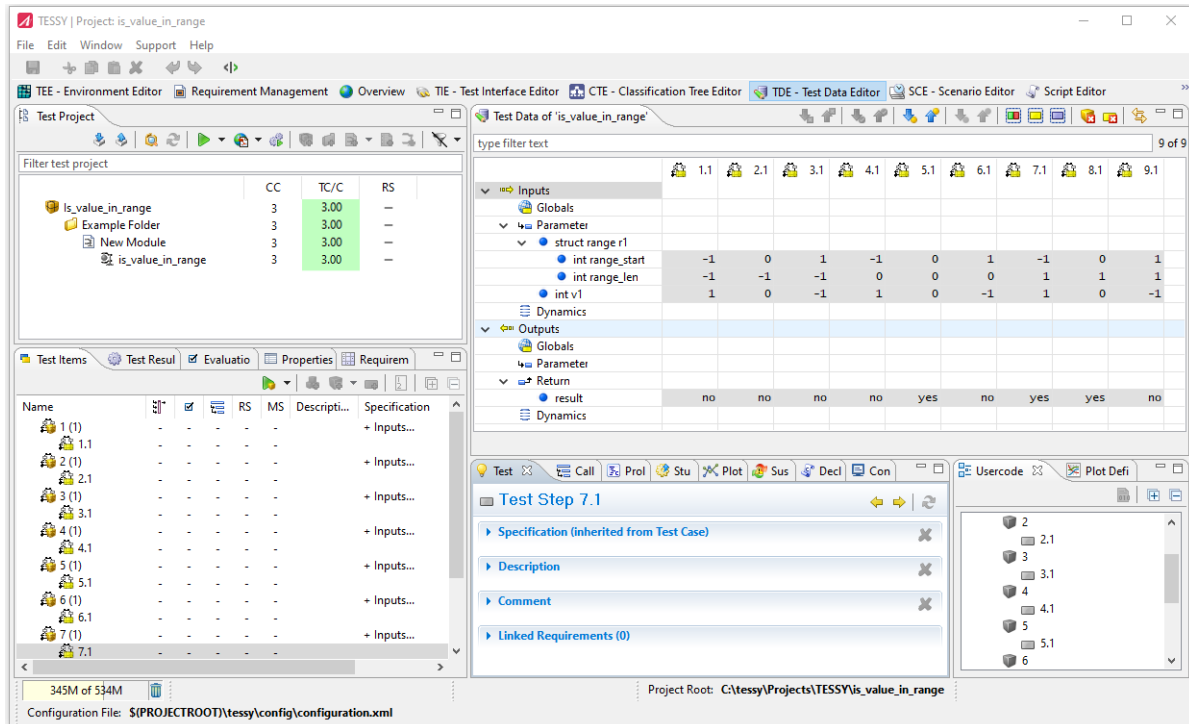 TESSY | Project: is_value_in_range
File Edit Window Support Help
TEE - Environment Editor Requirement Management Overview TIE - Test Interface Editor CTE - Classification Tree Editor TDE - Test Data Editor SCE - Scenario Editor Script Editor »
Test Project
Filter test project
CC TC/C RS
Is_value_in_range 3 3.00 —
Example Folder 3 3.00 —
New Module 3 3.00 —
is_value_in_range 3 3.00 —
Test Items Test Resul Evaluatio Properties Requirem
Name RS MS Descripti... Specification
1 (1) - - - - - + Inputs...
1.1 - - - - -
2 (1) - - - - - + Inputs...
2.1 - - - - -
3 (1) - - - - - + Inputs...
3.1 - - - - -
4 (1) - - - - - + Inputs...
4.1 - - - - -
5 (1) - - - - - + Inputs...
5.1 - - - - -
6 (1) - - - - - + Inputs...
6.1 - - - - -
7 (1) - - - - - + Inputs...
7.1 - - - - -
Test Data of 'is_value_in_range'
type filter text 9 of 9
1.1 2.1 3.1 4.1 5.1 6.1 7.1 8.1 9.1
Inputs
Globals
Parameter
struct range r1
int range_start -1 0 1 -1 0 1 -1 0 1
int range_len -1 -1 -1 0 0 0 1 1 1
int v1 1 0 -1 1 0 -1 1 0 -1
Dynamics
Outputs
Globals
Parameter
Return
result no no no no yes no yes yes no
Dynamics
Test Call Prol Stu Plot Sus Decl Con
Test Step 7.1
Specification (inherited from Test Case)
Description
Comment
Linked Requirements (0)
Usercode Plot Defi
2
2.1
3
3.1
4
4.1
5
5.1
6
345M of 534M
Project Root: C:\tessy\Projects\TESSY\is_value_in_range
Configuration File: $(PROJECTROOT)\tessy\config\configuration.xml